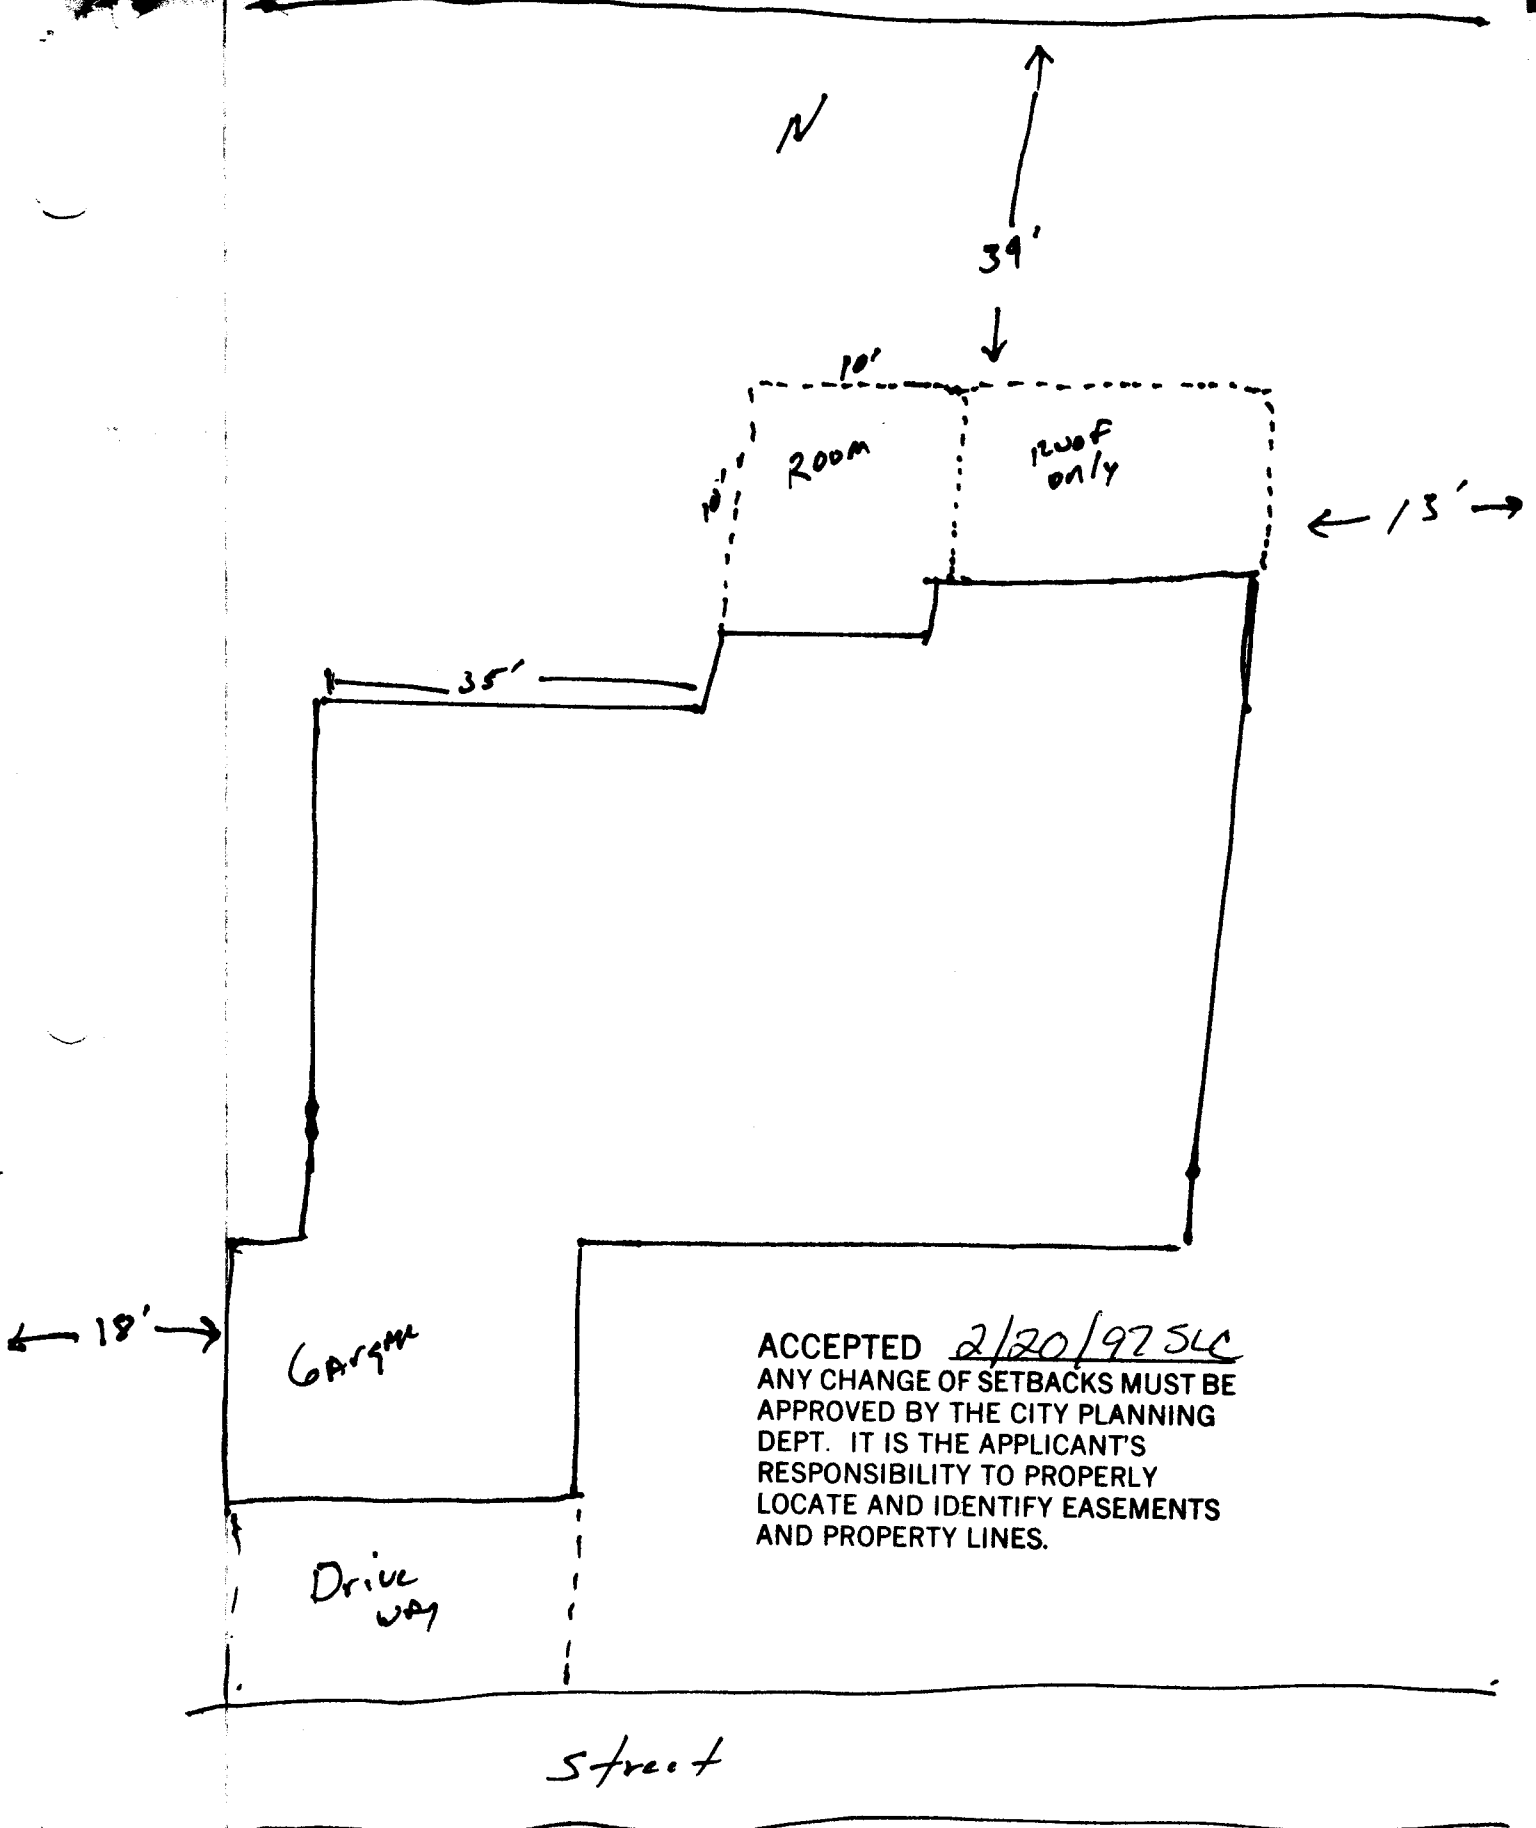 N
39'
10'
10'
Room
Roof
only
13'
35'
18'
Garage
ACCEPTED 2/20/97 SLC
ANY CHANGE OF SETBACKS MUST BE
APPROVED BY THE CITY PLANNING
DEPT. IT IS THE APPLICANT'S
RESPONSIBILITY TO PROPERLY
LOCATE AND IDENTIFY EASEMENTS
AND PROPERTY LINES.
Drive
way
Street